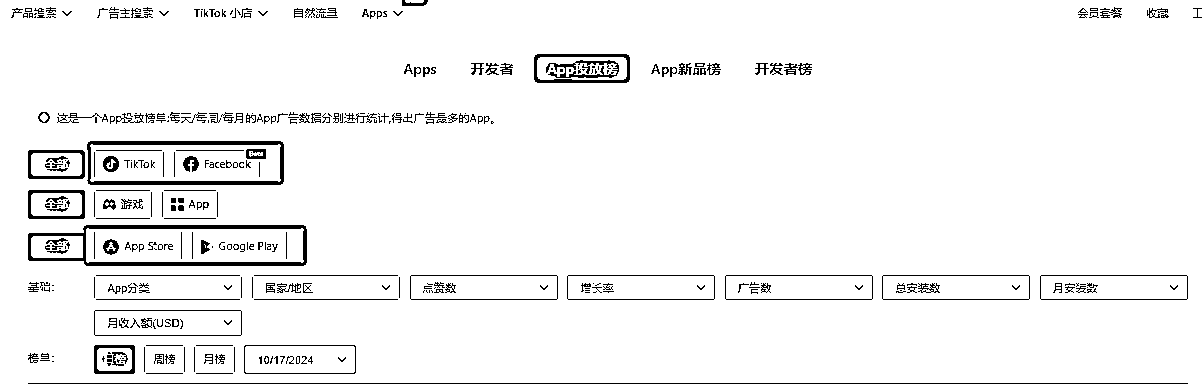 产品搜索 广告主搜索 TikTok 小店 自然流量 Apps 会员套餐 收藏
Apps 开发者 App投放榜 App新品榜 开发者榜
这是一个App投放榜单:每天/每周/每月的App广告数据分别进行统计,得出广告最多的App。
全部 TikTok Facebook Beta
全部 游戏 App
全部 App Store Google Play
基础: App分类 国家/地区 点赞数 增长率 广告数 总安装数 月安装数
月收入额(USD)
榜单: 日榜 周榜 月榜 10/17/2024